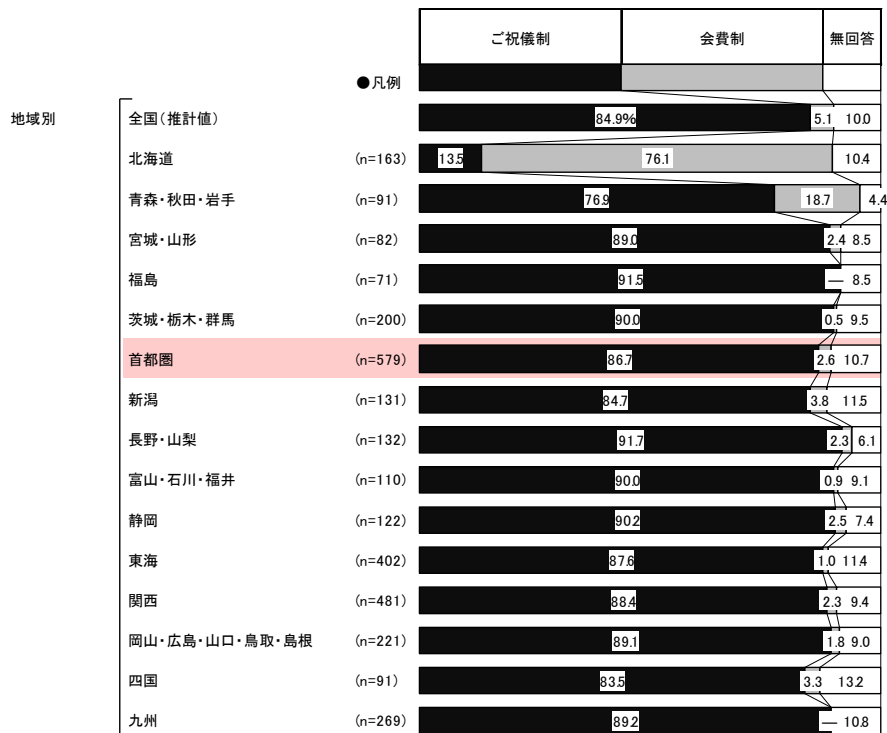 ご祝儀制 会費制 無回答
●凡例
地域別 全国(推計値) 84.9% 5.1 10.0
北海道 (n=163) 13.5 76.1 10.4
青森・秋田・岩手 (n=91) 76.9 18.7 4.4
宮城・山形 (n=82) 89.0 2.4 8.5
福島 (n=71) 91.5 ― 8.5
茨城・栃木・群馬 (n=200) 90.0 0.5 9.5
首都圏 (n=579) 86.7 2.6 10.7
新潟 (n=131) 84.7 3.8 11.5
長野・山梨 (n=132) 91.7 2.3 6.1
富山・石川・福井 (n=110) 90.0 0.9 9.1
静岡 (n=122) 90.2 2.5 7.4
東海 (n=402) 87.6 1.0 11.4
関西 (n=481) 88.4 2.3 9.4
岡山・広島・山口・鳥取・島根 (n=221) 89.1 1.8 9.0
四国 (n=91) 83.5 3.3 13.2
九州 (n=269) 89.2 ― 10.8